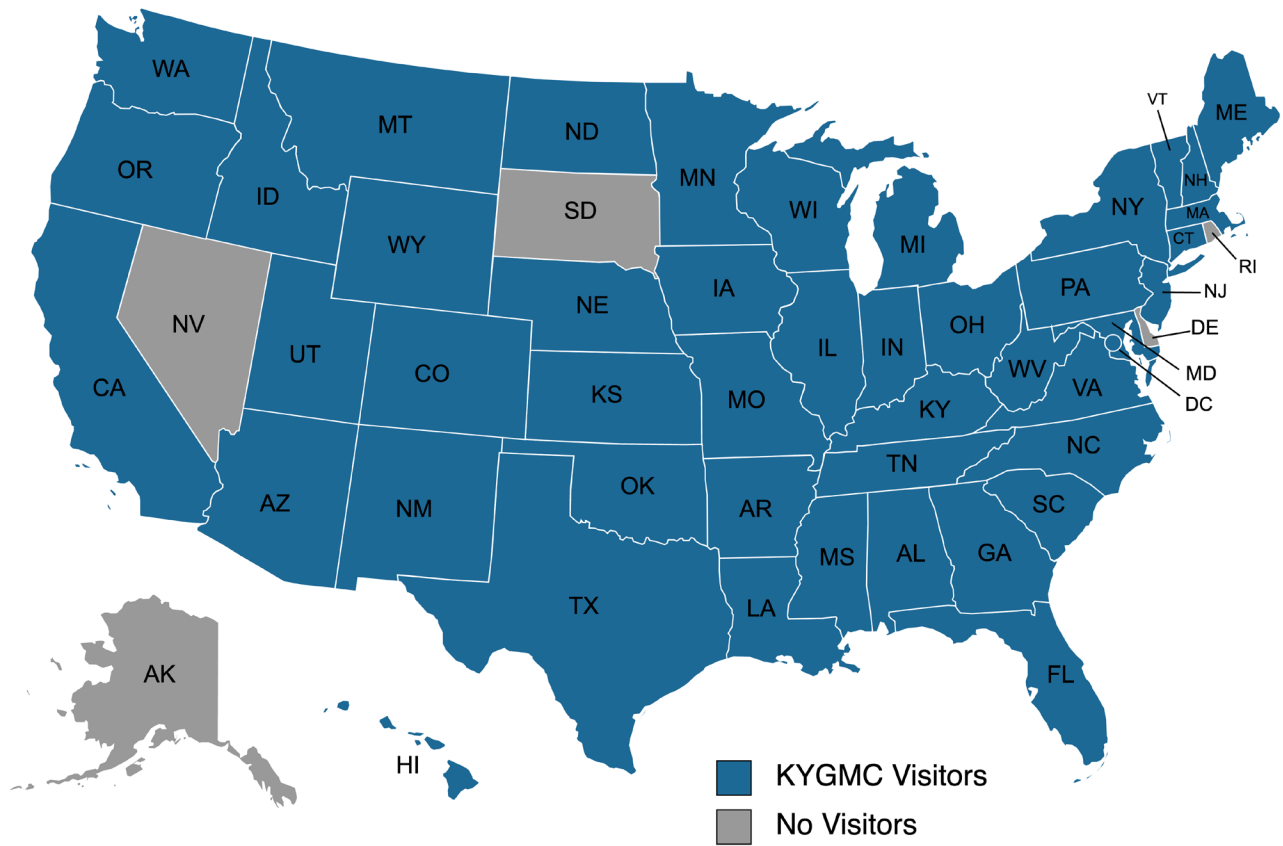 WA
MT
ND
MN
OR
ID
WY
SD
WI
MI
VT
ME
NH
NY
MA
CT
RI
NV
UT
CO
NE
IA
IL
IN
OH
PA
NJ
DE
MD
DC
CA
KS
MO
KY
WV
VA
AZ
NM
OK
AR
TN
NC
SC
TX
LA
MS
AL
GA
FL
AK
HI
KYGMC Visitors
No Visitors